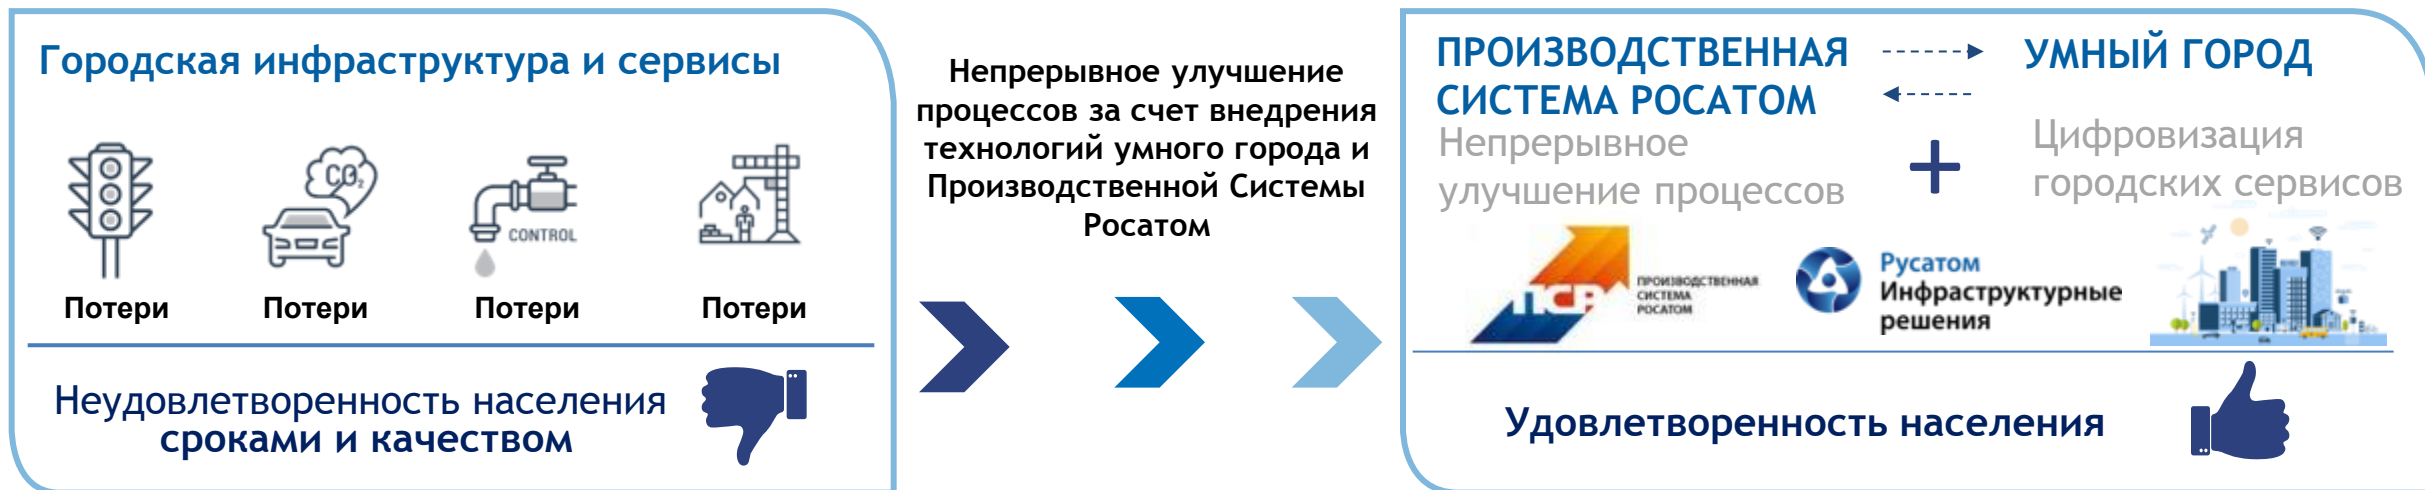 Городская инфраструктура и сервисы
CO₂
CONTROL
Потери
Потери
Потери
Потери
Неудовлетворенность населения
сроками и качеством
Непрерывное улучшение
процессов за счет внедрения
технологий умного города и
Производственной Системы
Росатом
ПРОИЗВОДСТВЕННАЯ
СИСТЕМА РОСАТОМ
Непрерывное
улучшение процессов
+
УМНЫЙ ГОРОД
Цифровизация
городских сервисов
ПСР
ПРОИЗВОДСТВЕННАЯ
СИСТЕМА
РОСАТОМ
Русатом
Инфраструктурные
решения
Удовлетворенность населения